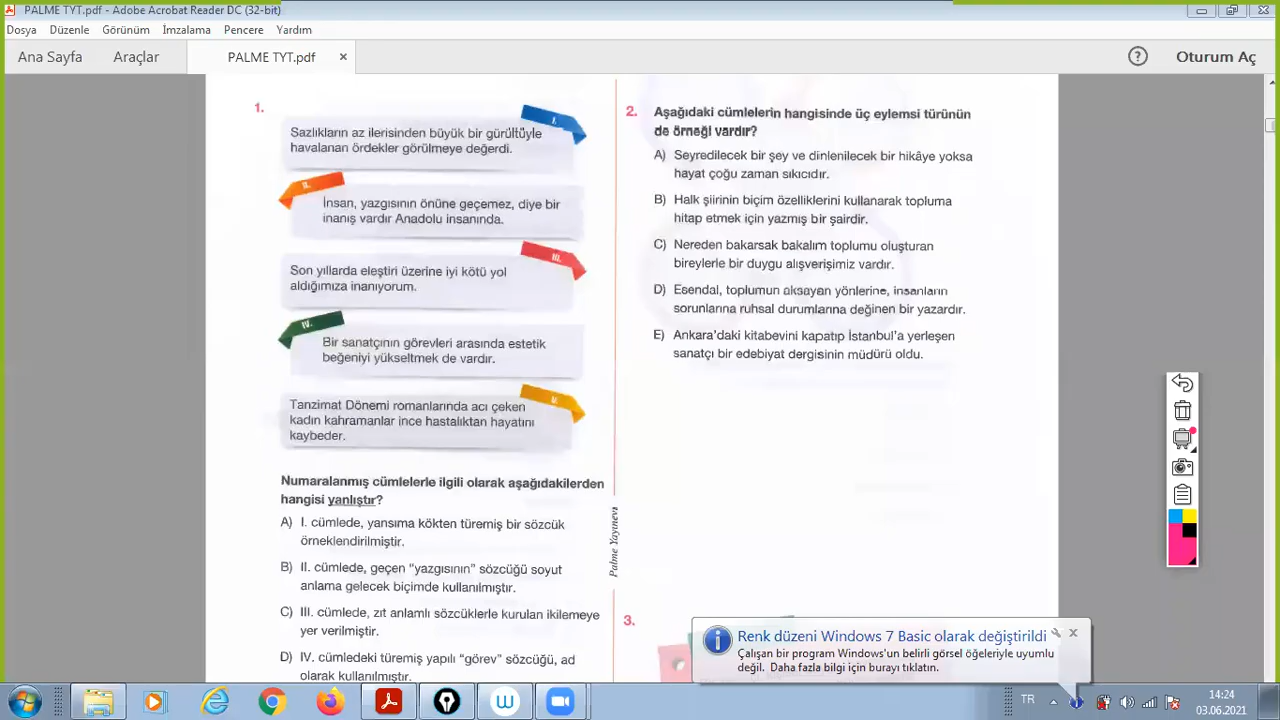 PALME TYT.pdf - Adobe Acrobat Reader DC (32-bit)
Dosya Düzenle Görünüm İmzalama Pencere Yardım
Ana Sayfa Araçlar PALME TYT.pdf × ? Oturum Aç
1.
I.
Sazlıkların az ilerisinden büyük bir gürültüyle
havalanan ördekler görülmeye değerdi.
II.
İnsan, yazgısının önüne geçemez, diye bir
inanış vardır Anadolu insanında.
III.
Son yıllarda eleştiri üzerine iyi kötü yol
aldığımıza inanıyorum.
IV.
Bir sanatçının görevleri arasında estetik
beğeniyi yükseltmek de vardır.
V.
Tanzimat Dönemi romanlarında acı çeken
kadın kahramanlar ince hastalıktan hayatını
kaybeder.
Numaralanmış cümlelerle ilgili olarak aşağıdakilerden
hangisi yanlıştır?
A) I. cümlede, yansıma kökten türemiş bir sözcük
örneklendirilmiştir.
B) II. cümlede, geçen “yazgısının” sözcüğü soyut
anlama gelecek biçimde kullanılmıştır.
C) III. cümlede, zıt anlamlı sözcüklerle kurulan ikilemeye
yer verilmiştir.
D) IV. cümledeki türemiş yapılı “görev” sözcüğü, ad
olarak kullanılmıştır.
Palme Yayınevi
2. Aşağıdaki cümlelerin hangisinde üç eylemsi türünün
de örneği vardır?
A) Seyredilecek bir şey ve dinlenilecek bir hikâye yoksa
hayat çoğu zaman sıkıcıdır.
B) Halk şiirinin biçim özelliklerini kullanarak topluma
hitap etmek için yazmış bir şairdir.
C) Nereden bakarsak bakalım toplumu oluşturan
bireylerle bir duygu alışverişimiz vardır.
D) Esendal, toplumun aksayan yönlerine, insanların
sorunlarına ruhsal durumlarına değinen bir yazardır.
E) Ankara’daki kitabevini kapatıp İstanbul’a yerleşen
sanatçı bir edebiyat dergisinin müdürü oldu.
3.
Renk düzeni Windows 7 Basic olarak değiştirildi
Çalışan bir program Windows'un belirli görsel öğeleriyle uyumlu
değil. Daha fazla bilgi için burayı tıklatın.
TR
14:24
03.06.2021